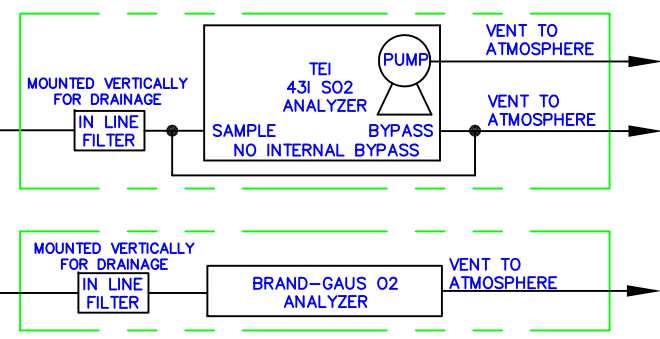 VENT TO
ATMOSPHERE
PUMP
TEI
43I SO2
ANALYZER
MOUNTED VERTICALLY
FOR DRAINAGE
IN LINE
FILTER
SAMPLE
BYPASS
NO INTERNAL BYPASS
VENT TO
ATMOSPHERE
MOUNTED VERTICALLY
FOR DRAINAGE
IN LINE
FILTER
BRAND-GAUS O2
ANALYZER
VENT TO
ATMOSPHERE